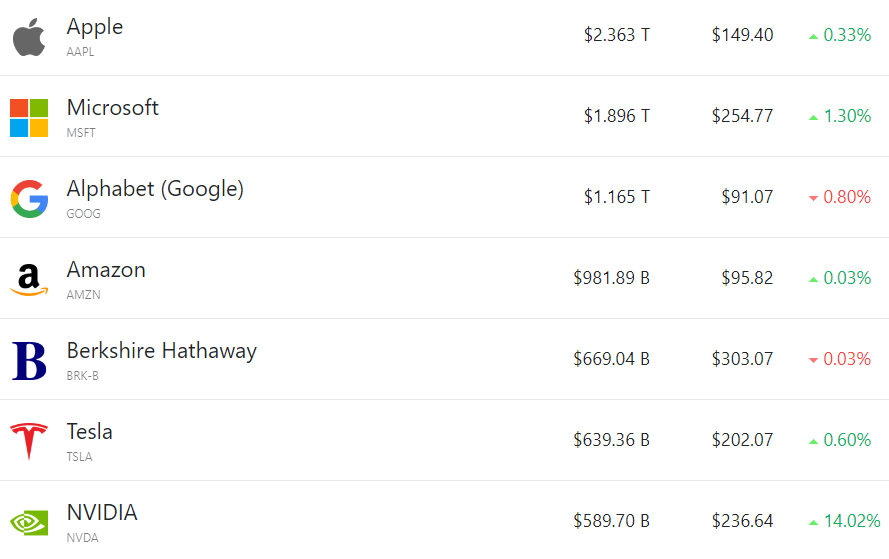 Apple $2.363 T $149.40 0.33%
AAPL
Microsoft $1.896 T $254.77 1.30%
MSFT
Alphabet (Google) $1.165 T $91.07 0.80%
GOOG
a Amazon $981.89 B $95.82 0.03%
AMZN
B Berkshire Hathaway $669.04 B $303.07 0.03%
BRK-B
Tesla $639.36 B $202.07 0.60%
TSLA
NVIDIA $589.70 B $236.64 14.02%
NVDA